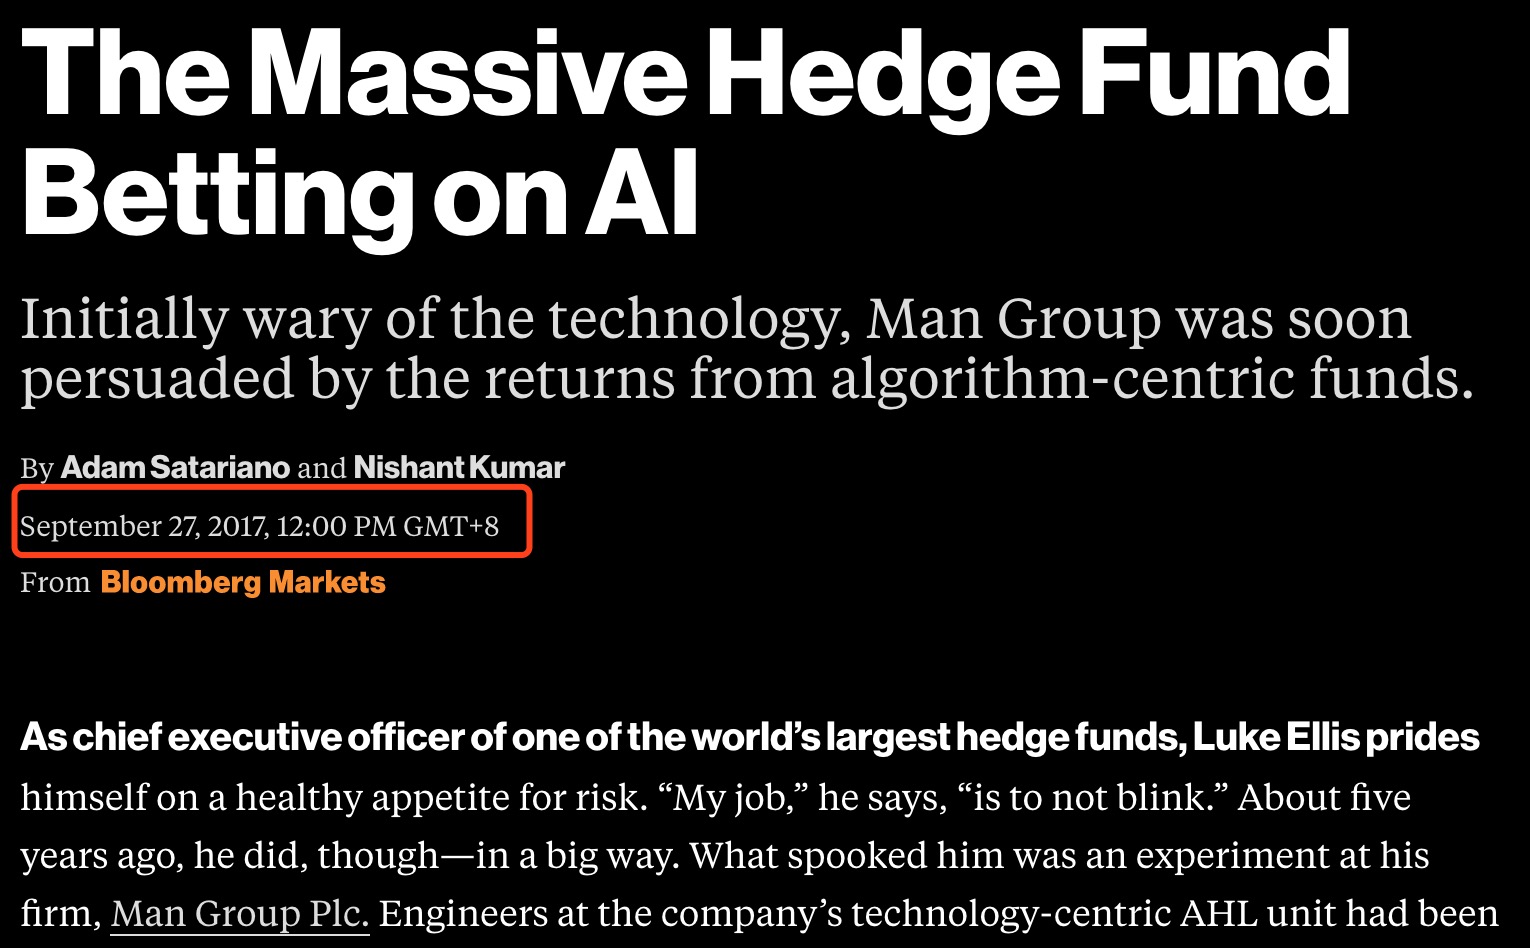 The Massive Hedge Fund
Betting on AI
Initially wary of the technology, Man Group was soon
persuaded by the returns from algorithm-centric funds.
By Adam Satariano and Nishant Kumar
September 27, 2017, 12:00 PM GMT+8
From Bloomberg Markets
As chief executive officer of one of the world’s largest hedge funds, Luke Ellis prides
himself on a healthy appetite for risk. “My job,” he says, “is to not blink.” About five
years ago, he did, though—in a big way. What spooked him was an experiment at his
firm, Man Group Plc. Engineers at the company’s technology-centric AHL unit had been